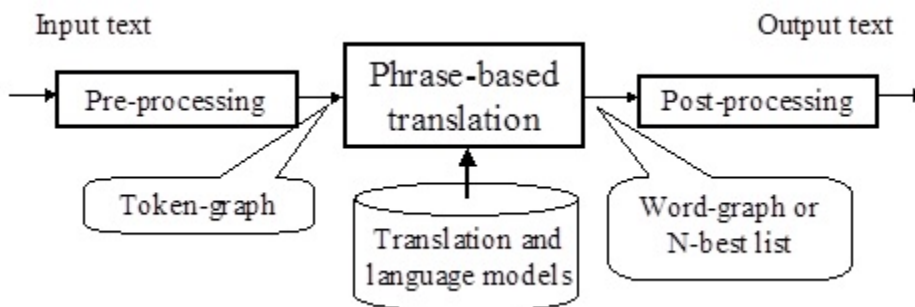 Input text
Output text
Pre-processing
Phrase-based
translation
Post-processing
Token-graph
Translation and
language models
Word-graph or
N-best list